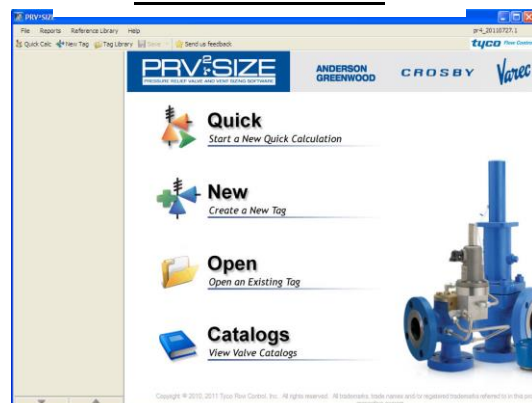 PRV²SIZE
File Reports Reference Library Help
pr4_20110727.1
Quick Calc New Tag Tag Library Save Send us feedback
tyco Flow Control
PRV²SIZE
PRESSURE RELIEF VALVE AND VENT SIZING SOFTWARE
ANDERSON
GREENWOOD
CROSBY
Varec
Quick
Start a New Quick Calculation
New
Create a New Tag
Open
Open an Existing Tag
Catalogs
View Valve Catalogs
Copyright © 2010, 2011 Tyco Flow Control, Inc. All rights reserved. All trademarks, trade names and/or registered trademarks referred to in this